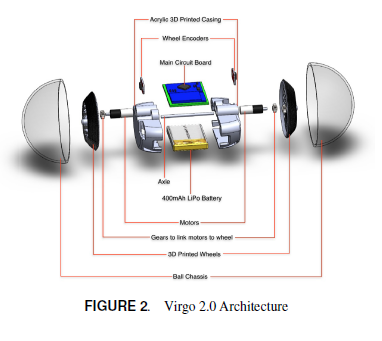 Acrylic 3D Printed Casing
Wheel Encoders
Main Circuit Board
Axle
400mAh LiPo Battery
Motors
Gears to link motors to wheel
3D Printed Wheels
Ball Chassis
FIGURE 2. Virgo 2.0 Architecture